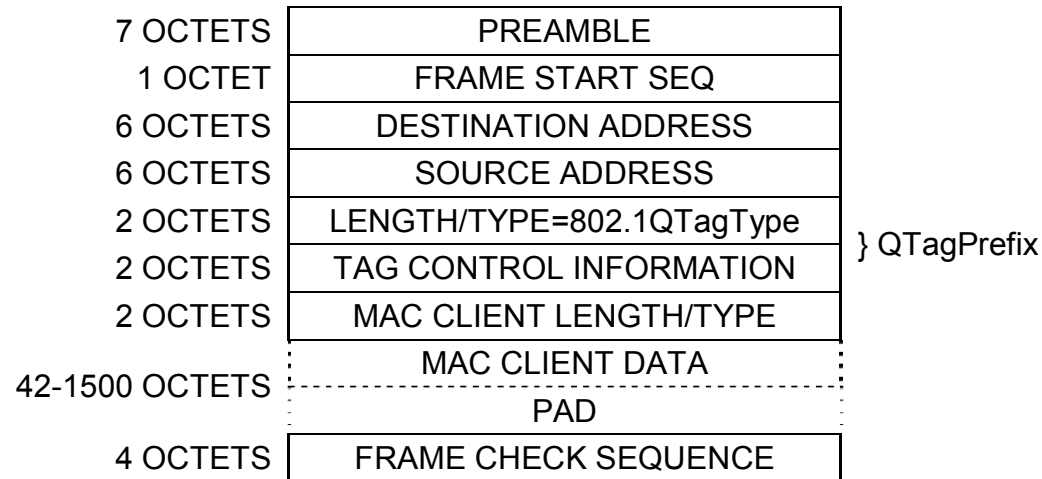 7 OCTETS PREAMBLE
1 OCTET FRAME START SEQ
6 OCTETS DESTINATION ADDRESS
6 OCTETS SOURCE ADDRESS
2 OCTETS LENGTH/TYPE=802.1QTagType
} QTagPrefix
2 OCTETS TAG CONTROL INFORMATION
2 OCTETS MAC CLIENT LENGTH/TYPE
MAC CLIENT DATA
42-1500 OCTETS
PAD
4 OCTETS FRAME CHECK SEQUENCE